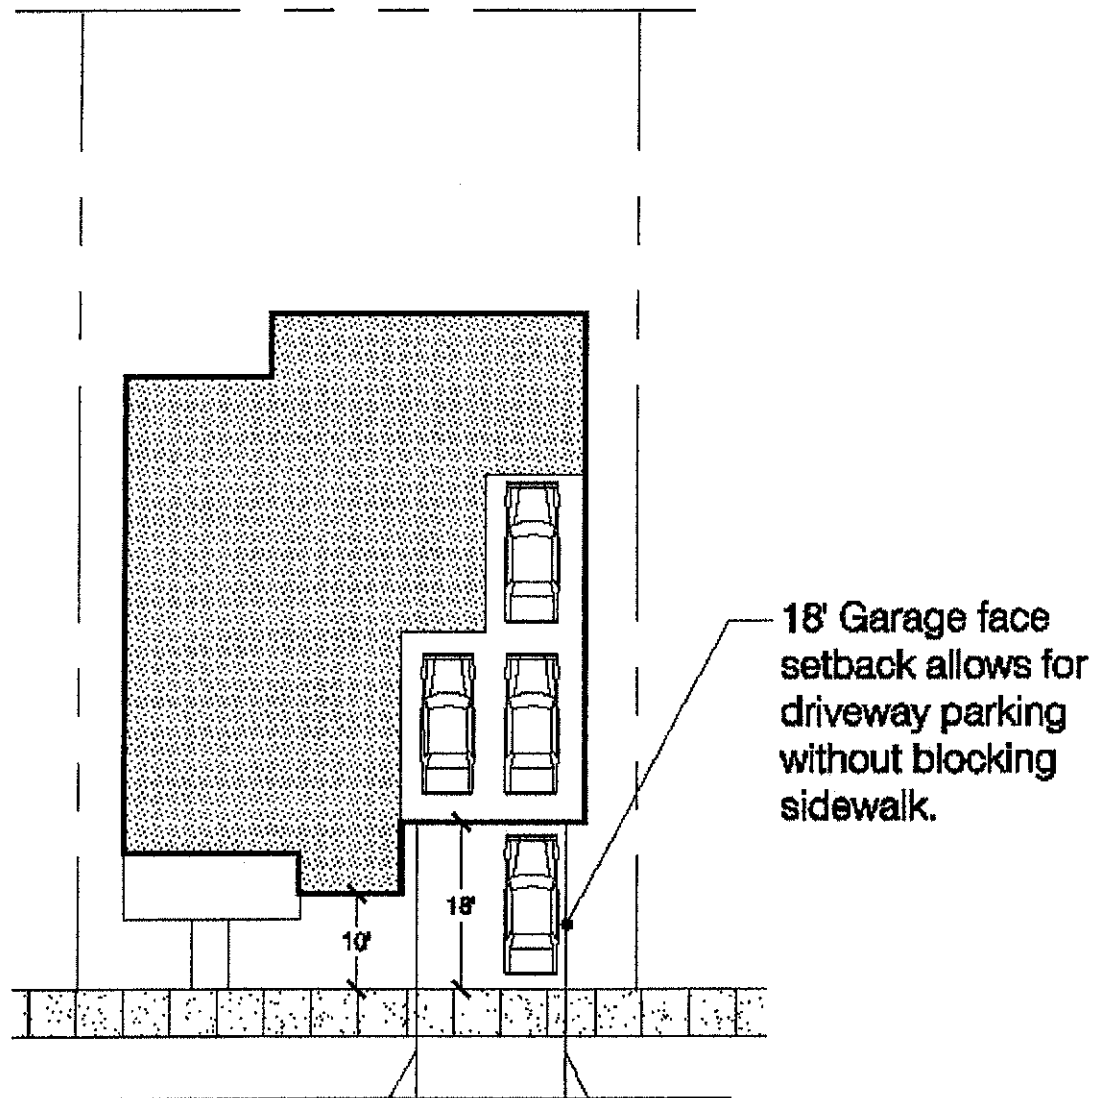 18' Garage face
setback allows for
driveway parking
without blocking
sidewalk.
18'
10'